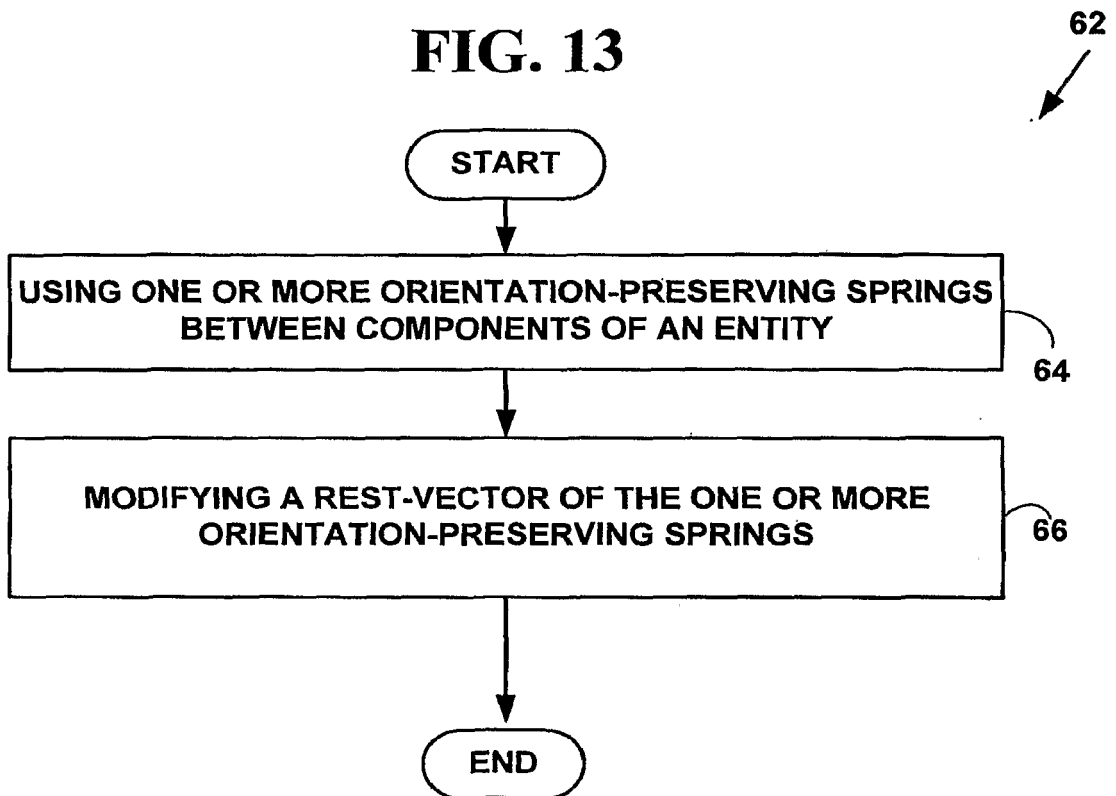 FIG. 13
62
START
USING ONE OR MORE ORIENTATION-PRESERVING SPRINGS
BETWEEN COMPONENTS OF AN ENTITY
64
MODIFYING A REST-VECTOR OF THE ONE OR MORE
ORIENTATION-PRESERVING SPRINGS
66
END